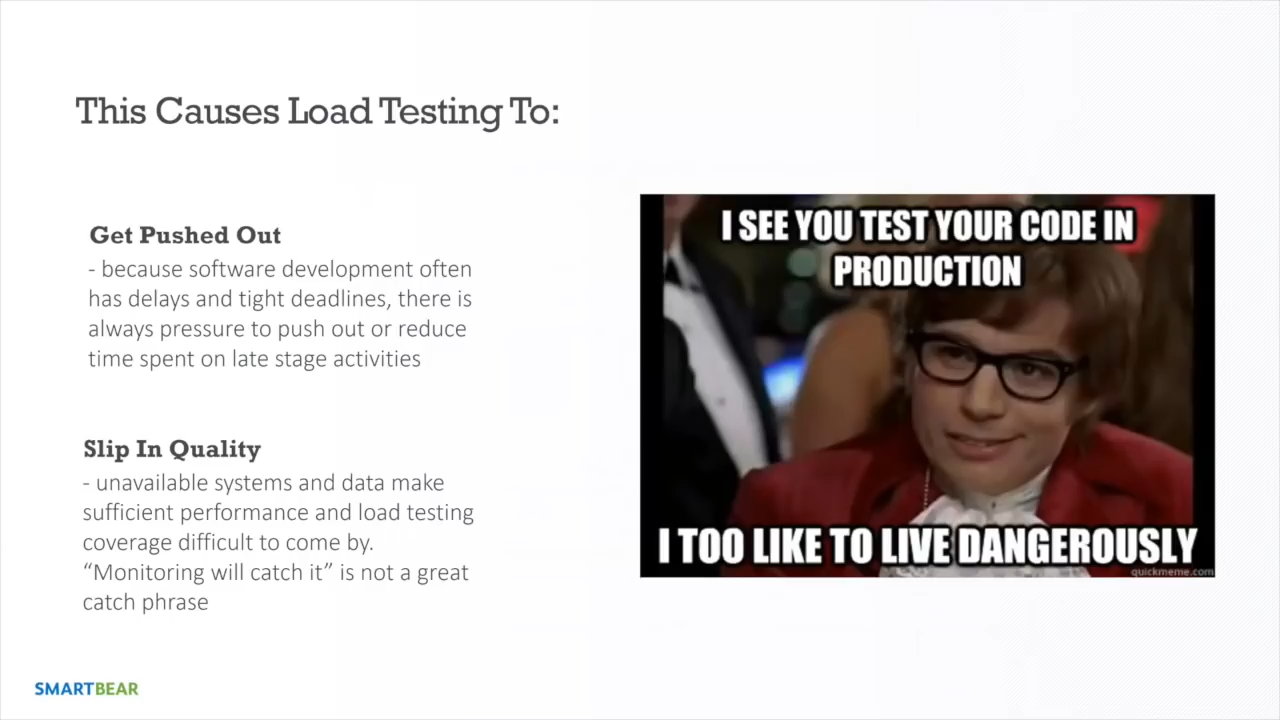 This Causes Load Testing To:
Get Pushed Out
- because software development often
has delays and tight deadlines, there is
always pressure to push out or reduce
time spent on late stage activities
Slip In Quality
- unavailable systems and data make
sufficient performance and load testing
coverage difficult to come by.
“Monitoring will catch it” is not a great
catch phrase
I SEE YOU TEST YOUR CODE IN
PRODUCTION
I TOO LIKE TO LIVE DANGEROUSLY
quickmeme.com
SMARTBEAR